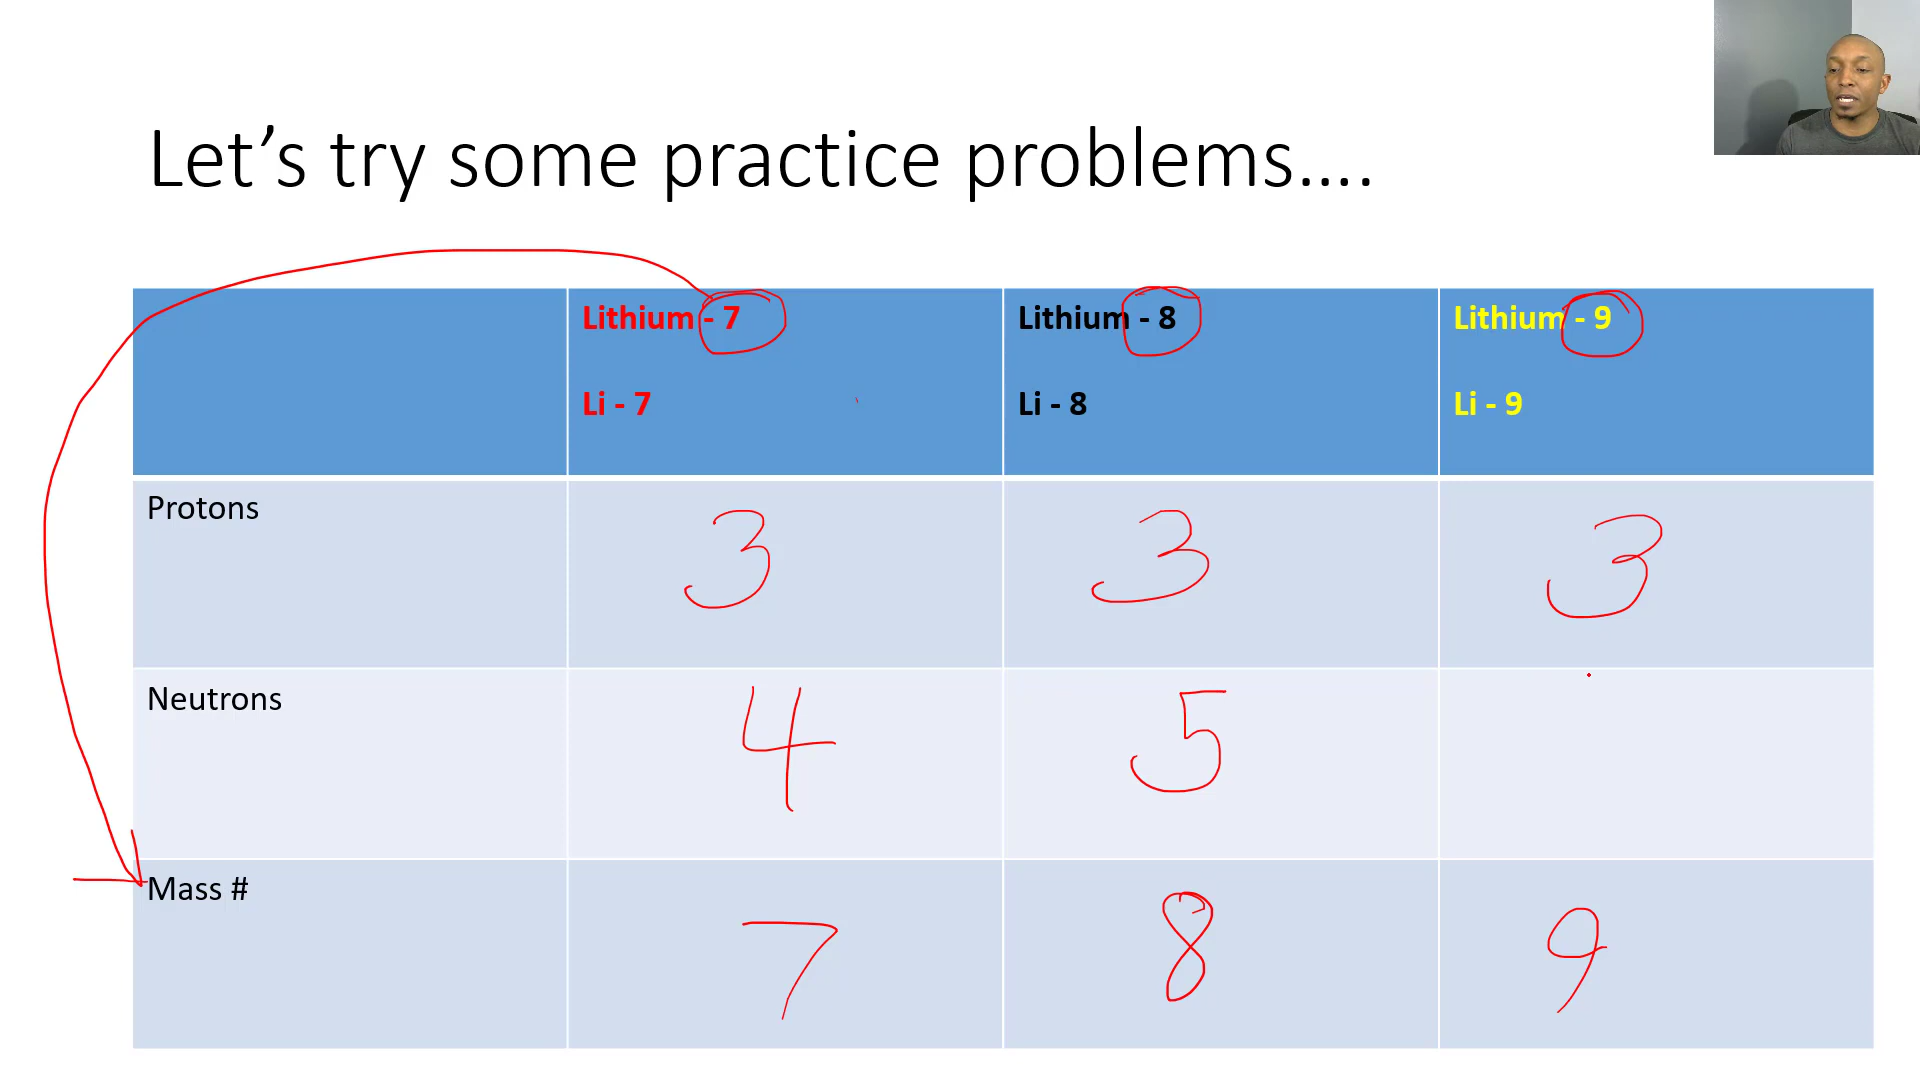 Let’s try some practice problems….
Lithium - 7
Li - 7
Lithium - 8
Li - 8
Lithium - 9
Li - 9
Protons
3
3
3
Neutrons
4
5
Mass #
7
8
9